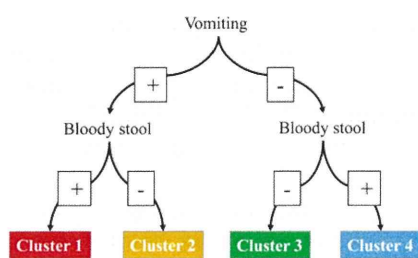 Vomiting
+ -
Bloody stool Bloody stool
+ - - +
Cluster 1 Cluster 2 Cluster 3 Cluster 4